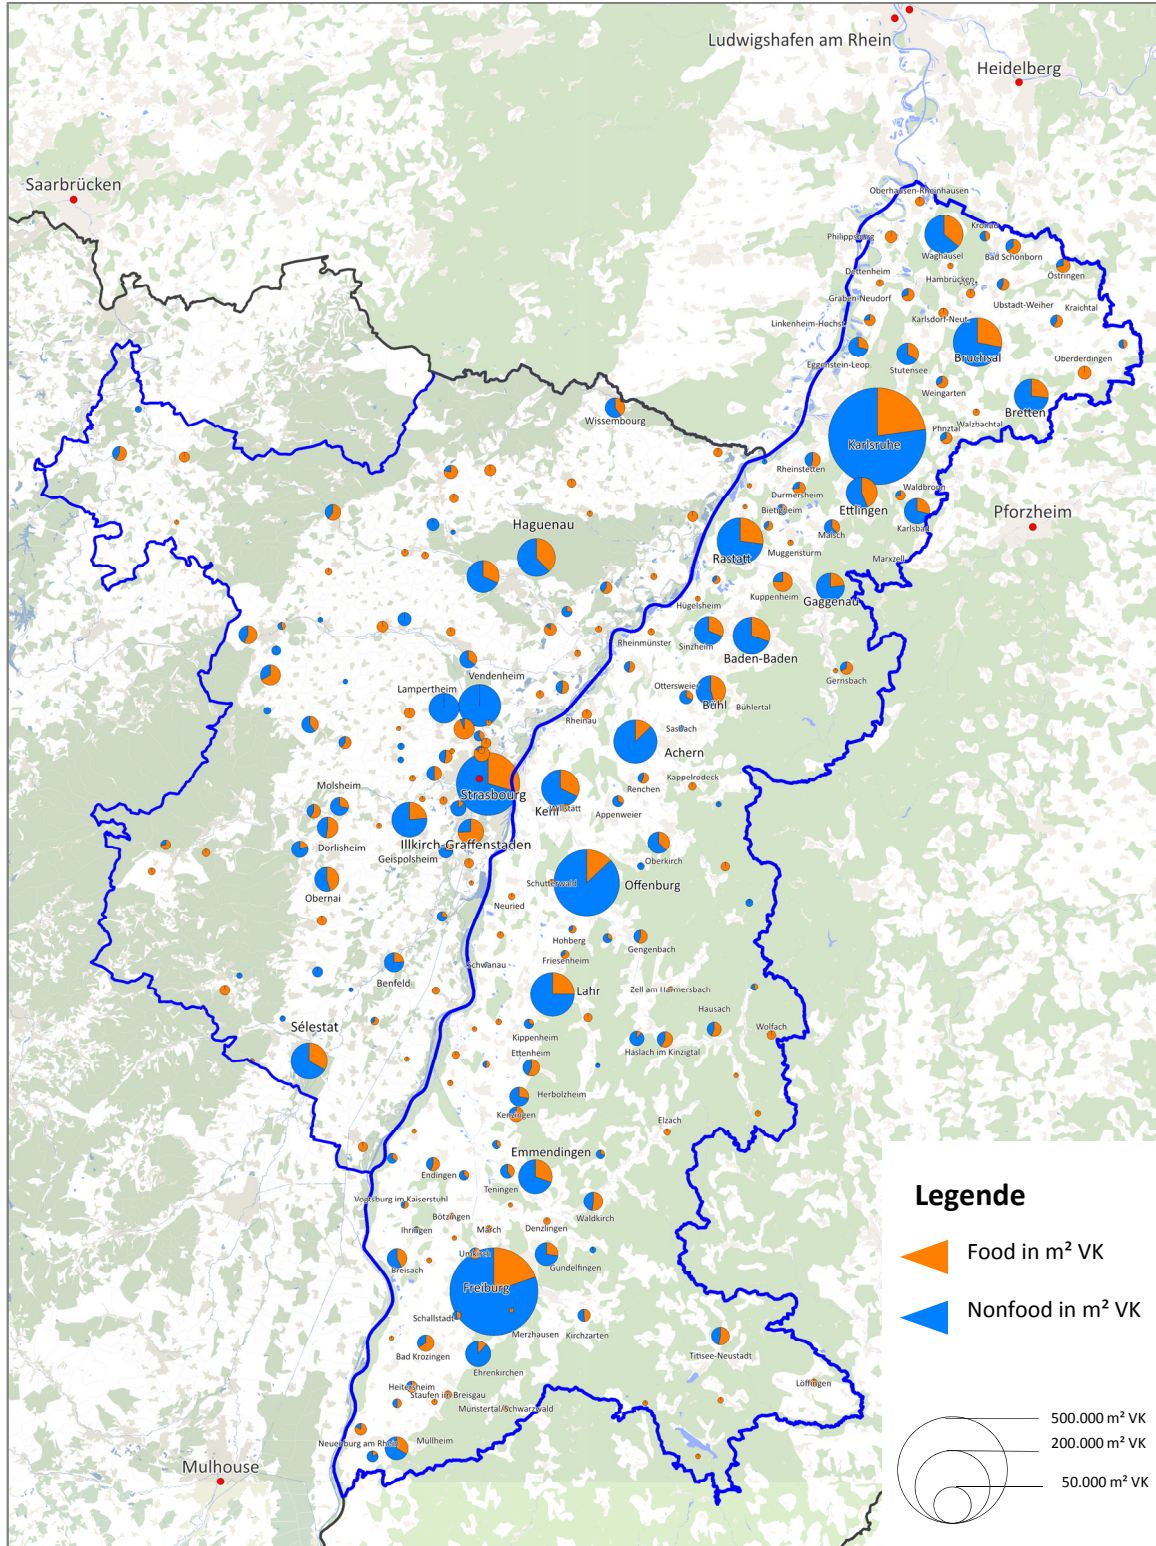 Ludwigshafen am Rhein
Heidelberg
Saarbrücken
Oberhausen-Rheinhausen
Philippsburg
Kronau
Waghäusel
Bad Schönborn
Östringen
Dettenheim
Hambrücken
Forst
Graben-Neudorf
Ubstadt-Weiher
Kraichtal
Linkenheim-Hochst.
Karlsdorf-Neut.
Bruchsal
Eggenstein-Leop.
Stutensee
Oberderdingen
Weingarten
Bretten
Wissembourg
Walzbachtal
Karlsruhe
Pfinztal
Rheinstetten
Durmersheim
Waldbronn
Ettlingen
Bietigheim
Karlsbad
Pforzheim
Malsch
Haguenau
Rastatt
Muggensturm
Marxzell
Kuppenheim
Gaggenau
Hügelsheim
Rheinmünster
Sinzheim
Baden-Baden
Vendenheim
Gernsbach
Ottersweier
Lampertheim
Bühl
Bühlertal
Rheinau
Sasbach
Achern
Molsheim
Strasbourg
Renchen
Kappelrodeck
Kehl
Willstätt
Appenweier
Dorlisheim
Illkirch-Graffenstaden
Geispolsheim
Oberkirch
Obernai
Schutterwald
Offenburg
Neuried
Hohberg
Gengenbach
Friesenheim
Schwanau
Benfeld
Lahr
Zell am Harmersbach
Hausach
Wolfach
Sélestat
Kippenheim
Ettenheim
Haslach im Kinzigtal
Herbolzheim
Kenzingen
Elzach
Emmendingen
Endingen
Teningen
Vogtsburg im Kaiserstuhl
Waldkirch
Bötzingen
Ihringen
March
Denzlingen
Umkirch
Gundelfingen
Breisach
Freiburg
Schallstadt
Merzhausen
Kirchzarten
Bad Krozingen
Titisee-Neustadt
Ehrenkirchen
Heitersheim
Staufen im Breisgau
Löffingen
Münstertal/Schwarzwald
Neuenburg am Rhein
Müllheim
Mulhouse
Legende
Food in m² VK
Nonfood in m² VK
500.000 m² VK
200.000 m² VK
50.000 m² VK